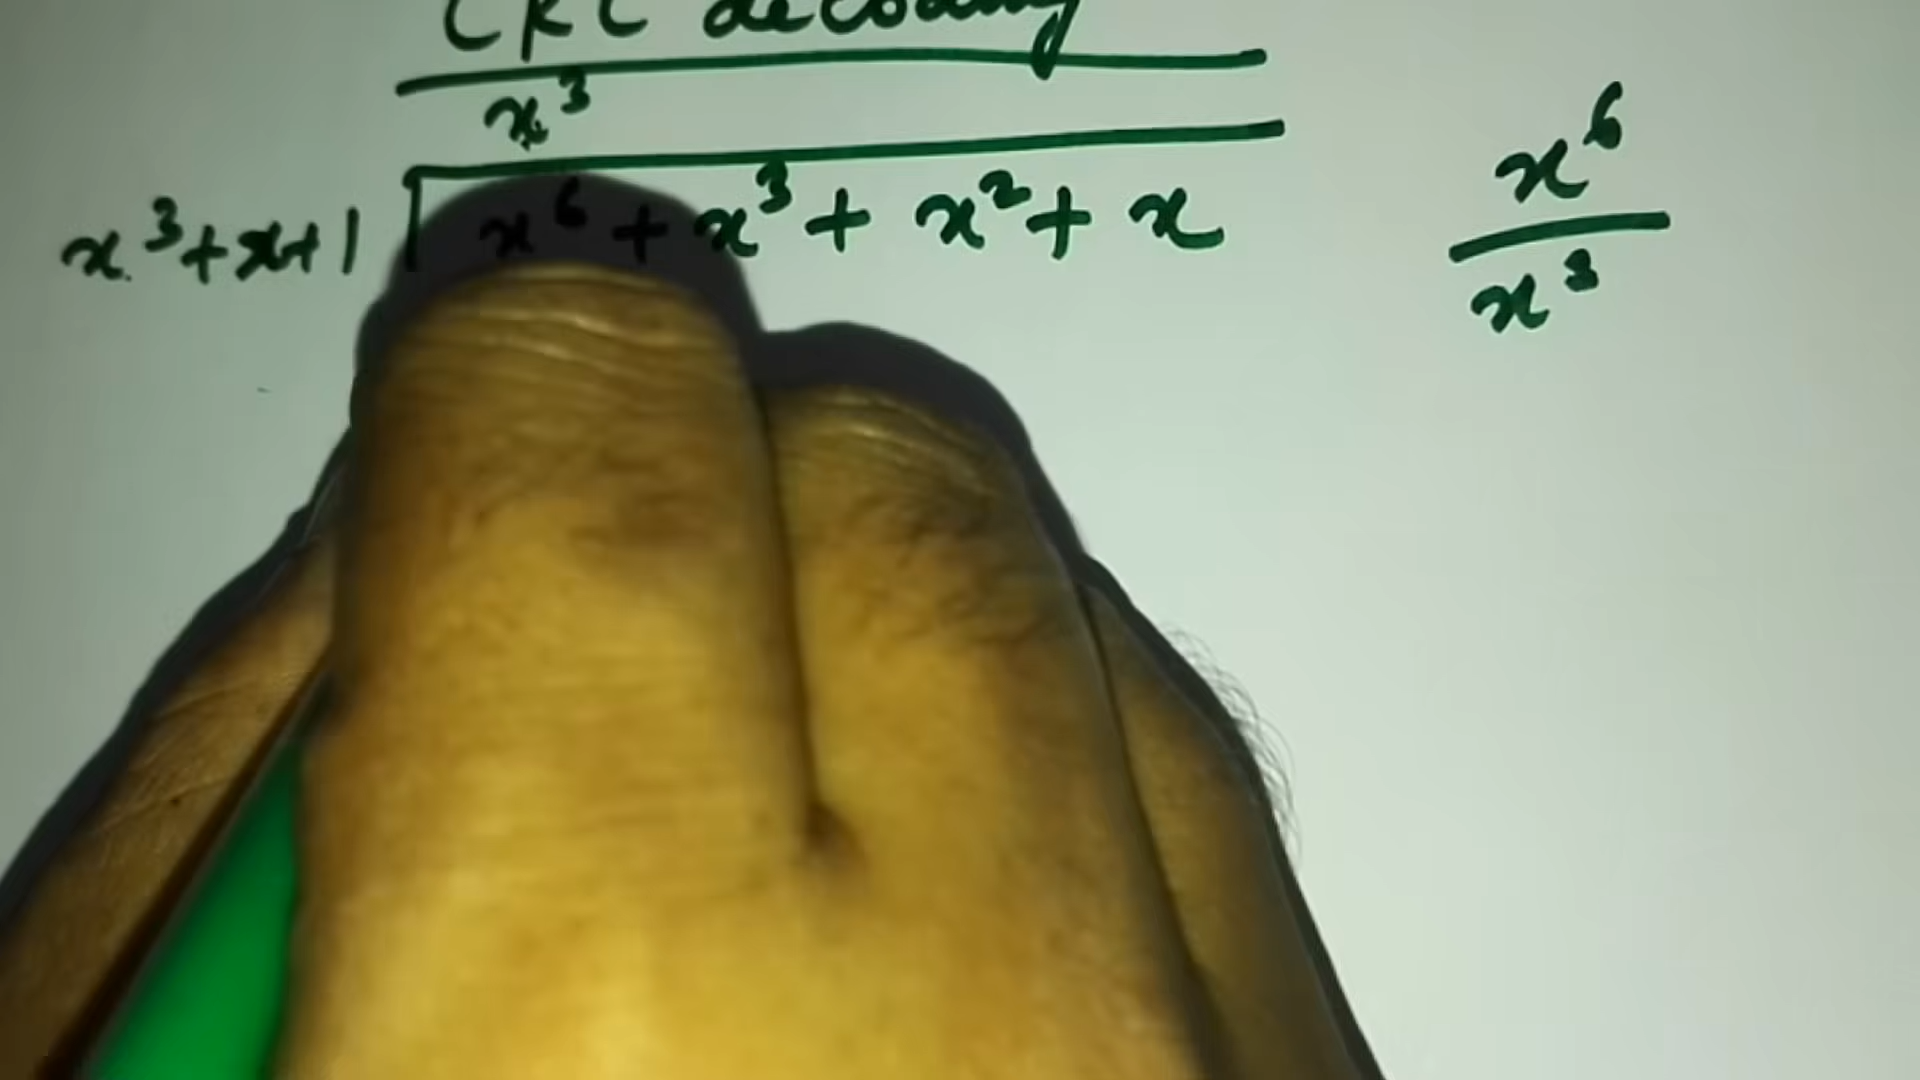 CRC decoding
x³
x³+x+1 x⁶ + x³ + x² + x
x⁶
x³